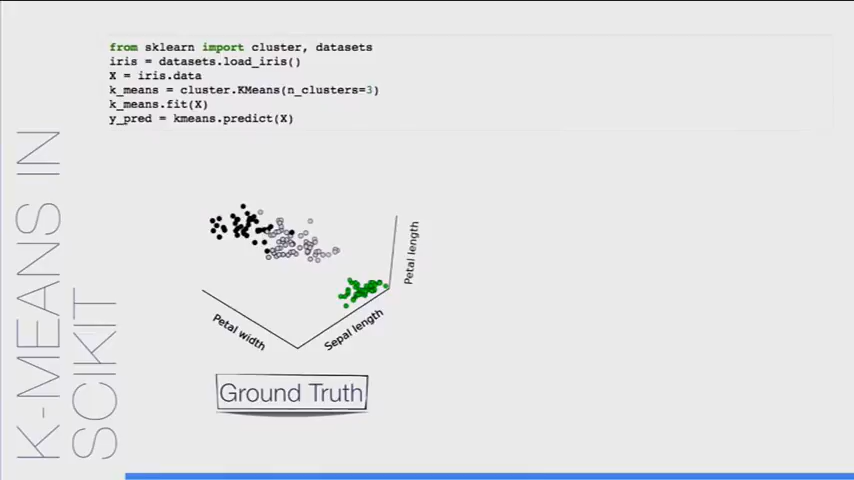 from sklearn import cluster, datasets
iris = datasets.load_iris()
X = iris.data
k_means = cluster.KMeans(n_clusters=3)
k_means.fit(X)
y_pred = kmeans.predict(X)
K-MEANS IN
SCIKIT
Petal length
Petal width
Sepal length
Ground Truth